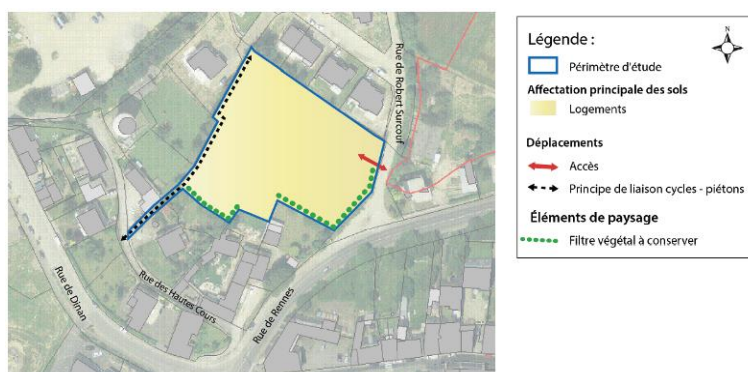 Rue de Robert Surcouf
Rue de Dinan
Rue des Hautes Cours
Rue de Rennes
Légende :
N
Périmètre d'étude
Affectation principale des sols
Logements
Déplacements
Accès
Principe de liaison cycles - piétons
Éléments de paysage
Filtre végétal à conserver